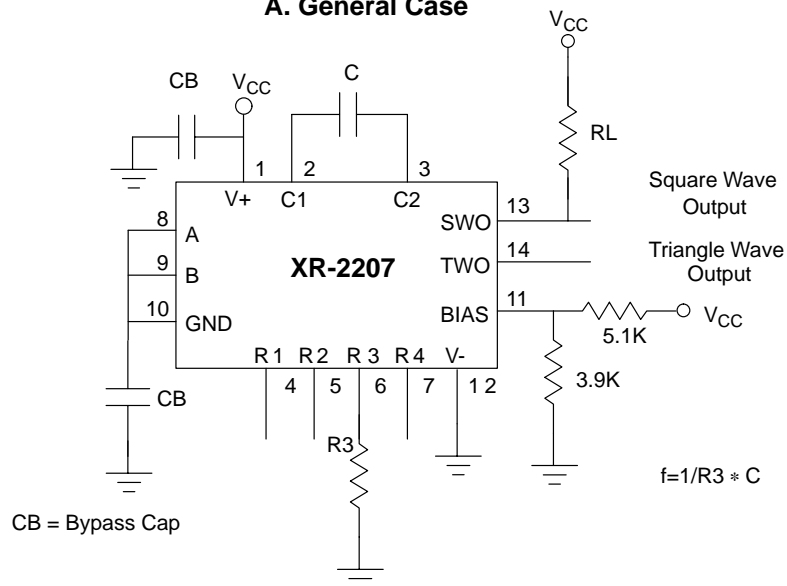 A. General Case
VCC
CB
VCC
C
RL
1
2
3
V+
C1
C2
Square Wave
Output
13
SWO
8
A
14
Triangle Wave
Output
TWO
XR-2207
9
B
11
BIAS
VCC
10
GND
5.1K
R1
R2
R3
R4
V-
4
5
6
7
12
3.9K
CB
R3
f=1/R3 * C
CB = Bypass Cap